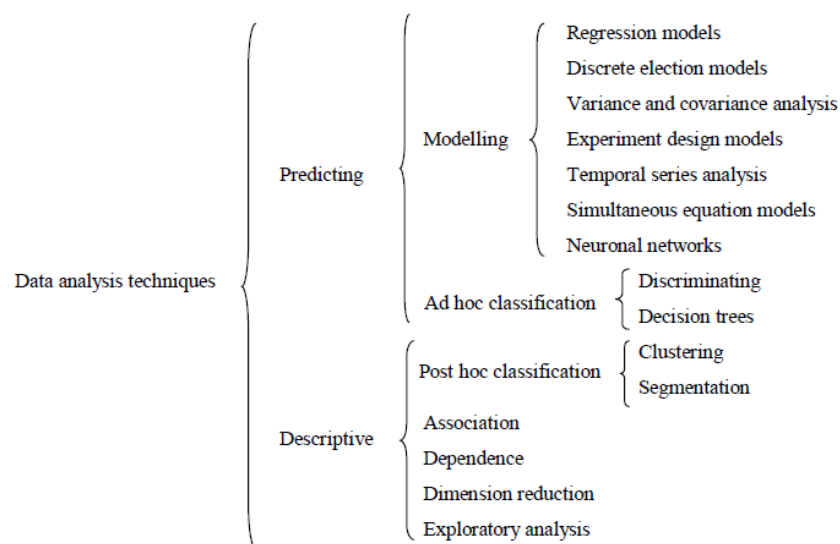 Regression models
Discrete election models
Variance and covariance analysis
Modelling
Experiment design models
Predicting
Temporal series analysis
Simultaneous equation models
Neuronal networks
Data analysis techniques
Discriminating
Ad hoc classification
Decision trees
Clustering
Post hoc classification
Segmentation
Association
Descriptive
Dependence
Dimension reduction
Exploratory analysis